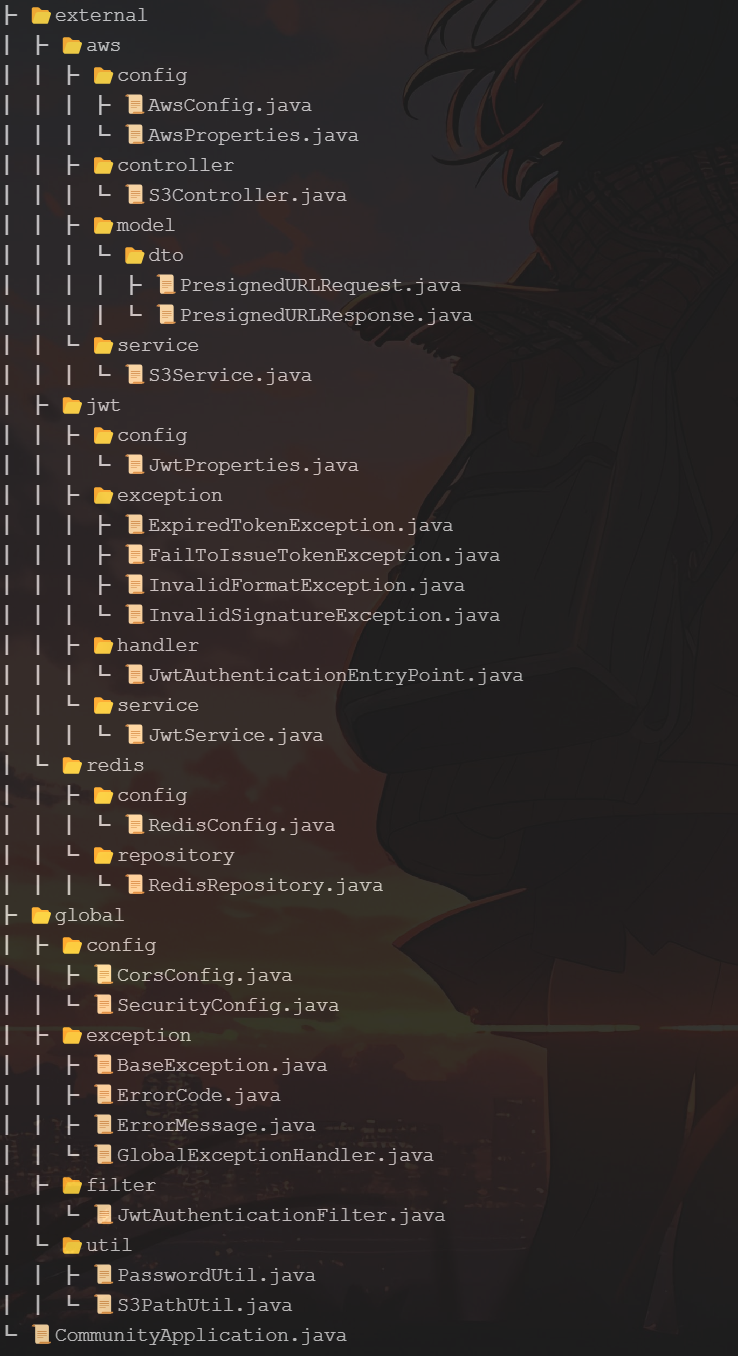 ├ 📂external
│ ├ 📂aws
│ │ ├ 📂config
│ │ │ ├ 📜AwsConfig.java
│ │ │ └ 📜AwsProperties.java
│ │ ├ 📂controller
│ │ │ └ 📜S3Controller.java
│ │ ├ 📂model
│ │ │ └ 📂dto
│ │ │ │ ├ 📜PresignedURLRequest.java
│ │ │ │ └ 📜PresignedURLResponse.java
│ │ └ 📂service
│ │ │ └ 📜S3Service.java
│ ├ 📂jwt
│ │ ├ 📂config
│ │ │ └ 📜JwtProperties.java
│ │ ├ 📂exception
│ │ │ ├ 📜ExpiredTokenException.java
│ │ │ ├ 📜FailToIssueTokenException.java
│ │ │ ├ 📜InvalidFormatException.java
│ │ │ └ 📜InvalidSignatureException.java
│ │ ├ 📂handler
│ │ │ └ 📜JwtAuthenticationEntryPoint.java
│ │ └ 📂service
│ │ │ └ 📜JwtService.java
│ └ 📂redis
│ │ ├ 📂config
│ │ │ └ 📜RedisConfig.java
│ │ └ 📂repository
│ │ │ └ 📜RedisRepository.java
├ 📂global
│ ├ 📂config
│ │ ├ 📜CorsConfig.java
│ │ └ 📜SecurityConfig.java
│ ├ 📂exception
│ │ ├ 📜BaseException.java
│ │ ├ 📜ErrorCode.java
│ │ ├ 📜ErrorMessage.java
│ │ └ 📜GlobalExceptionHandler.java
│ ├ 📂filter
│ │ └ 📜JwtAuthenticationFilter.java
│ └ 📂util
│ │ ├ 📜PasswordUtil.java
│ │ └ 📜S3PathUtil.java
└ 📜CommunityApplication.java